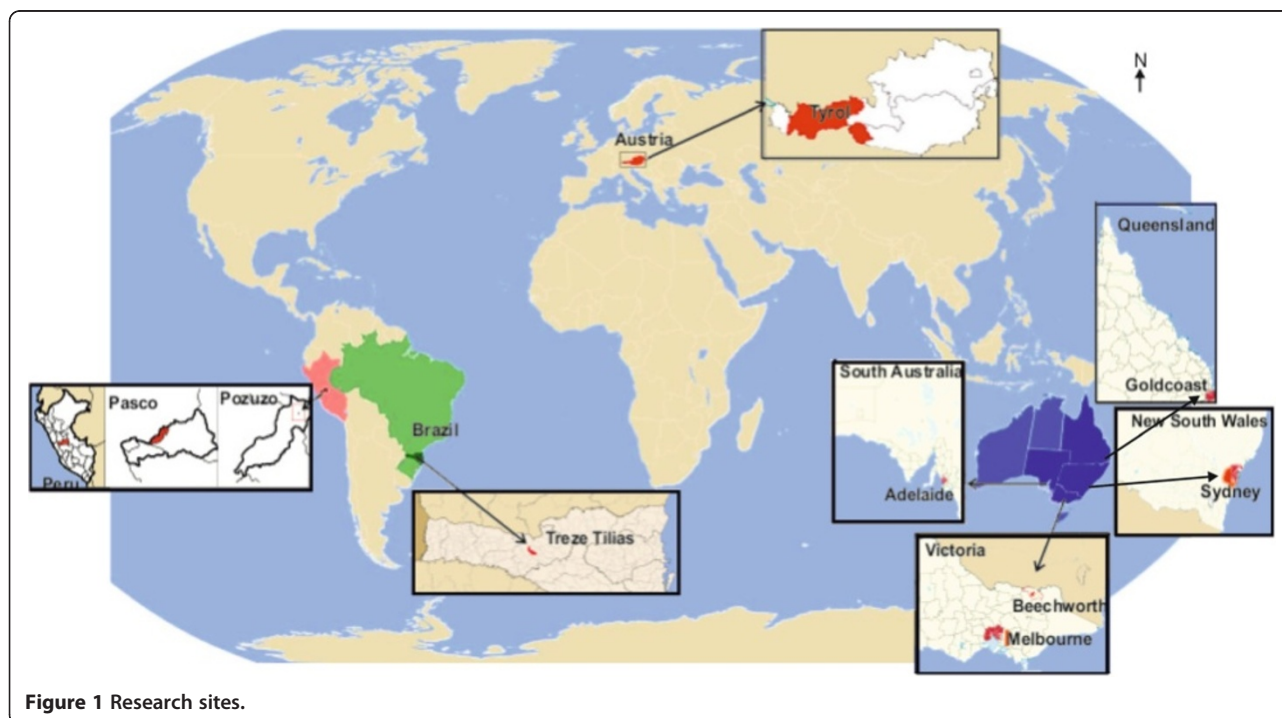 N
Tyrol
Austria
Queensland
Goldcoast
South Australia
Adelaide
New South Wales
Sydney
Pasco
Pozuzo
Peru
Brazil
Treze Tilias
Victoria
Beechworth
Melbourne
Figure 1 Research sites.